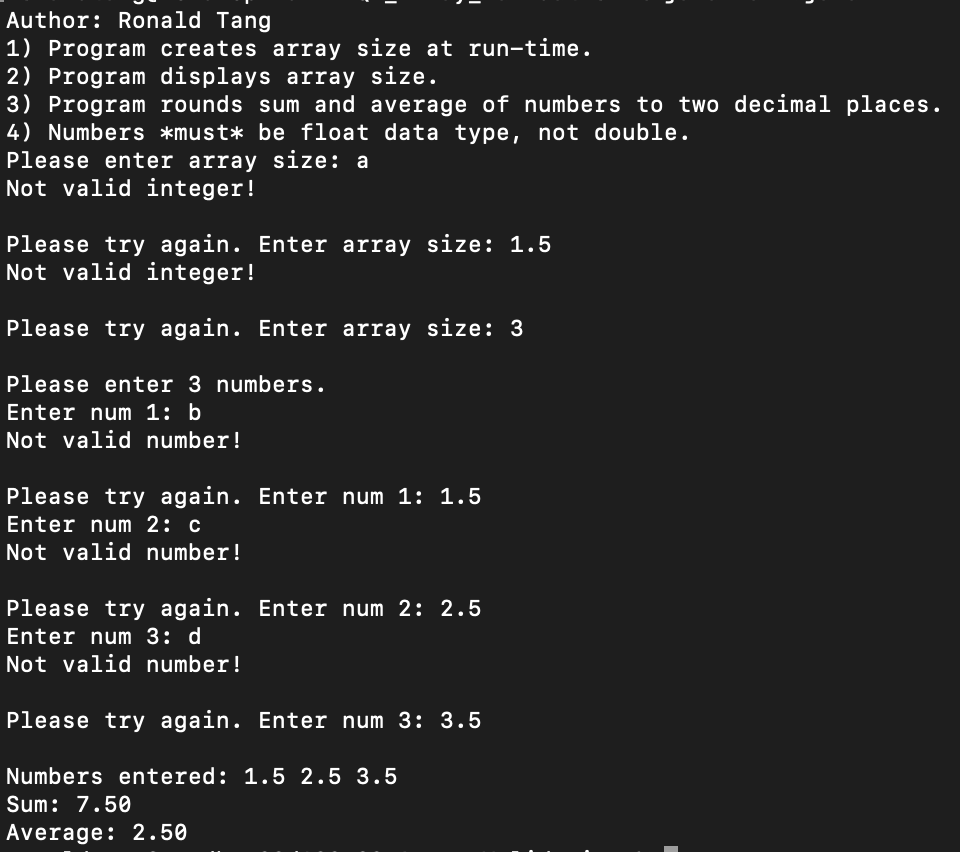 Author: Ronald Tang
1) Program creates array size at run-time.
2) Program displays array size.
3) Program rounds sum and average of numbers to two decimal places.
4) Numbers *must* be float data type, not double.
Please enter array size: a
Not valid integer!
Please try again. Enter array size: 1.5
Not valid integer!
Please try again. Enter array size: 3
Please enter 3 numbers.
Enter num 1: b
Not valid number!
Please try again. Enter num 1: 1.5
Enter num 2: c
Not valid number!
Please try again. Enter num 2: 2.5
Enter num 3: d
Not valid number!
Please try again. Enter num 3: 3.5
Numbers entered: 1.5 2.5 3.5
Sum: 7.50
Average: 2.50